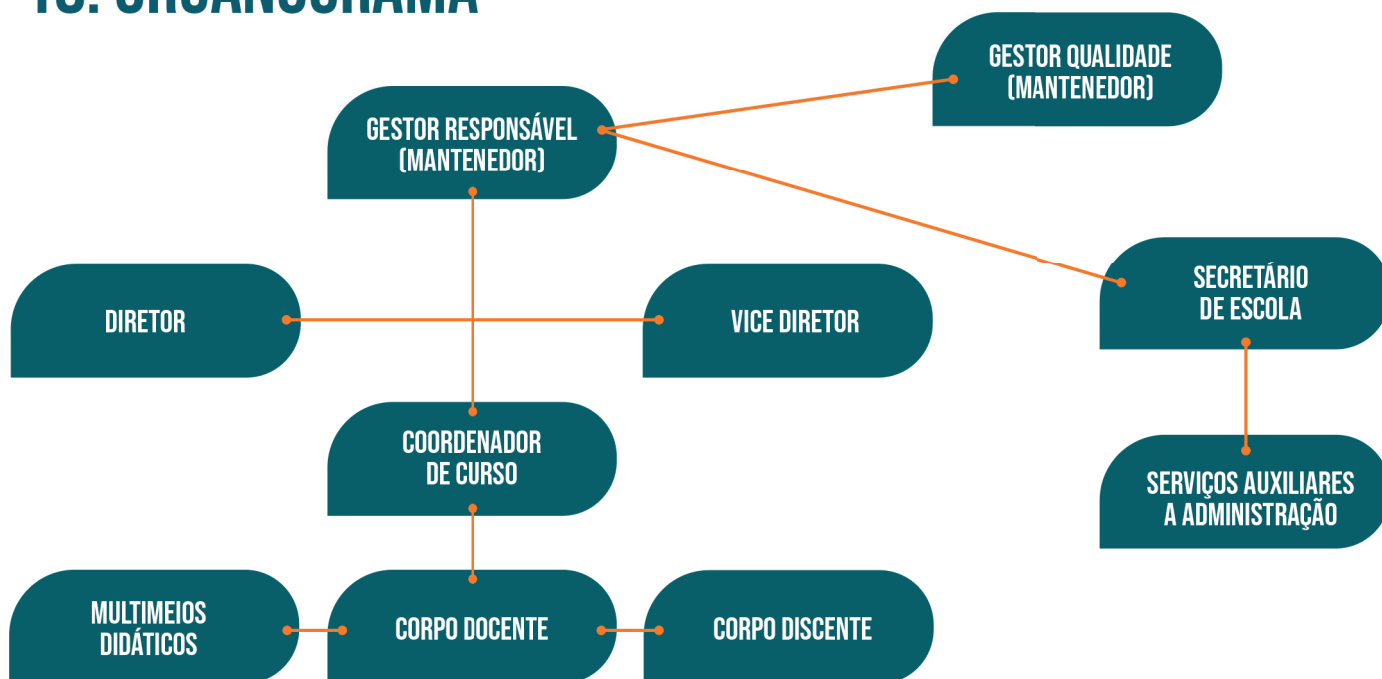 GESTOR QUALIDADE
(MANTENEDOR)
GESTOR RESPONSÁVEL
(MANTENEDOR)
DIRETOR
VICE DIRETOR
SECRETÁRIO
DE ESCOLA
COORDENADOR
DE CURSO
SERVIÇOS AUXILIARES
A ADMINISTRAÇÃO
MULTIMEIOS
DIDÁTICOS
CORPO DOCENTE
CORPO DISCENTE